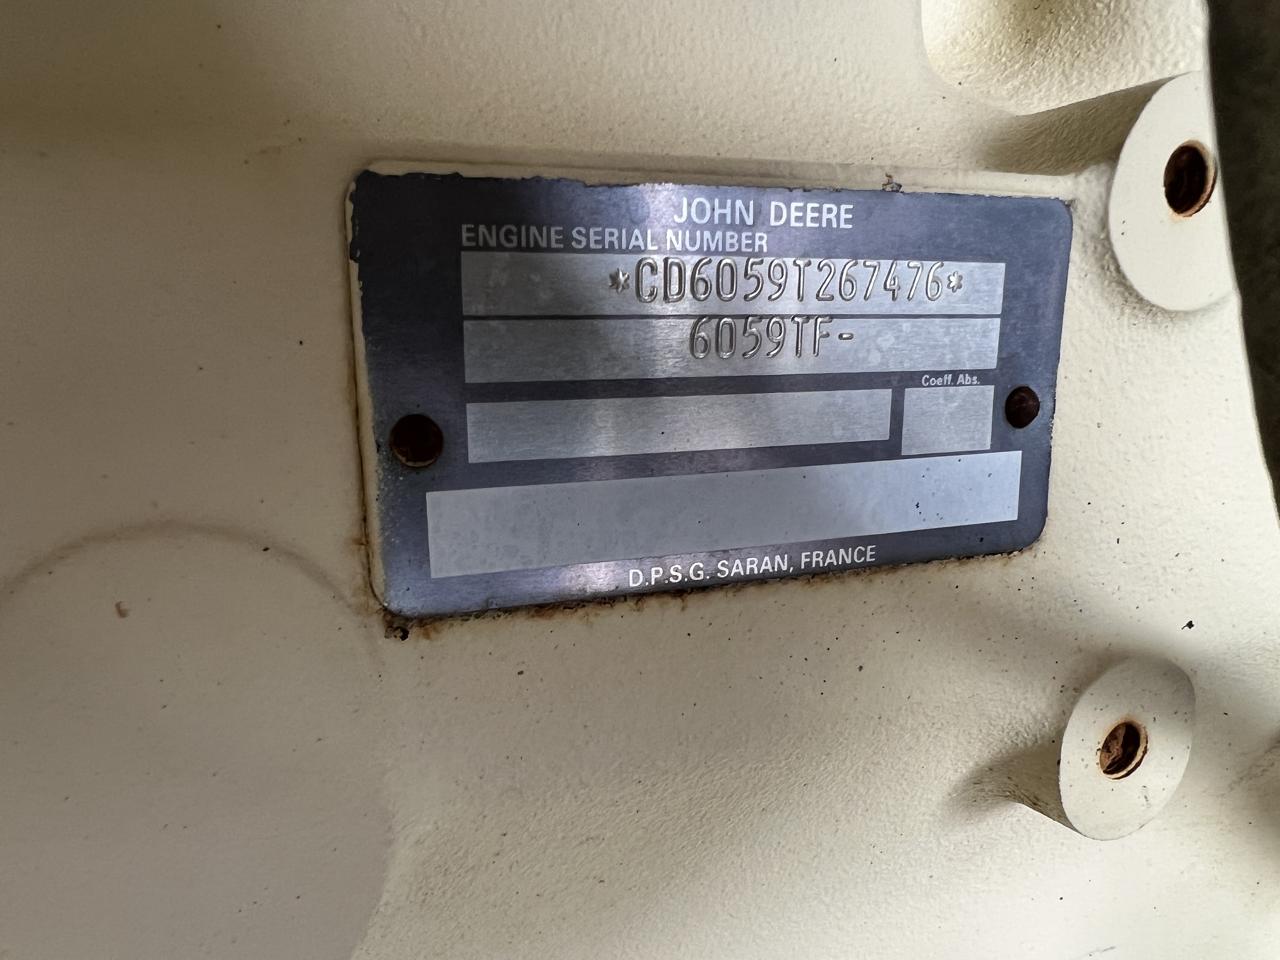 JOHN DEERE
ENGINE SERIAL NUMBER
*CD6059T267476*
6059TF-
Coeff. Abs.
D.P.S.G. SARAN, FRANCE